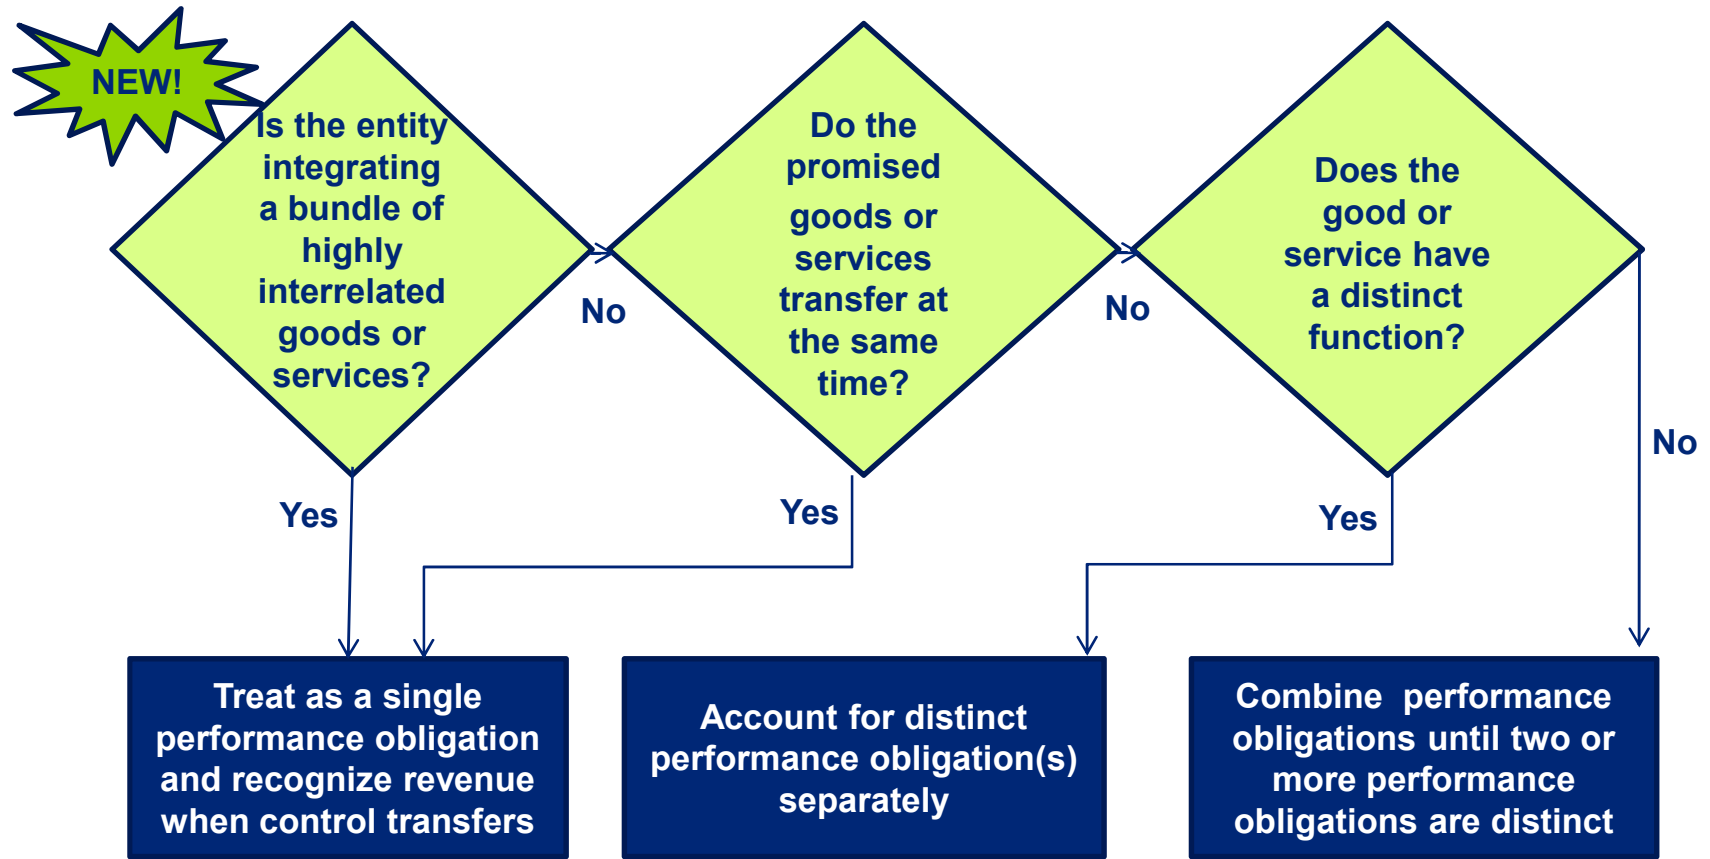 NEW!
Is the entity
integrating
a bundle of
highly
interrelated
goods or
services?
No
Do the
promised
goods or
services
transfer at
the same
time?
No
Does the
good or
service have
a distinct
function?
No
Yes
Yes
Yes
Treat as a single
performance obligation
and recognize revenue
when control transfers
Account for distinct
performance obligation(s)
separately
Combine performance
obligations until two or
more performance
obligations are distinct